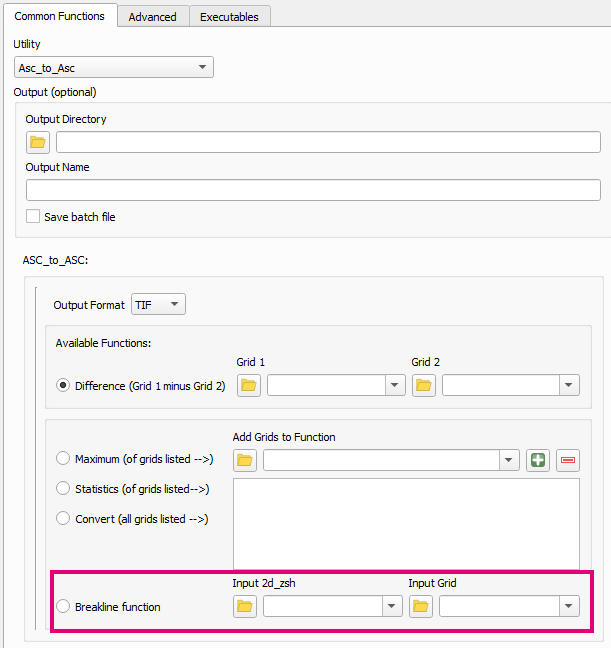 Common Functions
Advanced
Executables
Utility
Asc_to_Asc
Output (optional)
Output Directory
Output Name
Save batch file
ASC_to_ASC:
Output Format TIF
Available Functions:
Grid 1 Grid 2
Difference (Grid 1 minus Grid 2)
Add Grids to Function
Maximum (of grids listed -->)
Statistics (of grids listed-->)
Convert (all grids listed -->)
Input 2d_zsh Input Grid
Breakline function